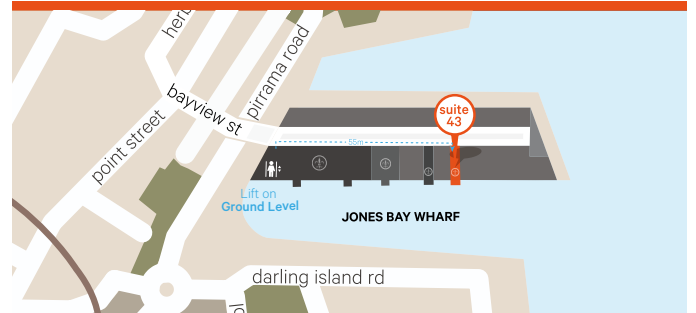 herb
pirrama road
bayview st
point street
suite
43
55m
Lift on
Ground Level
JONES BAY WHARF
darling island rd